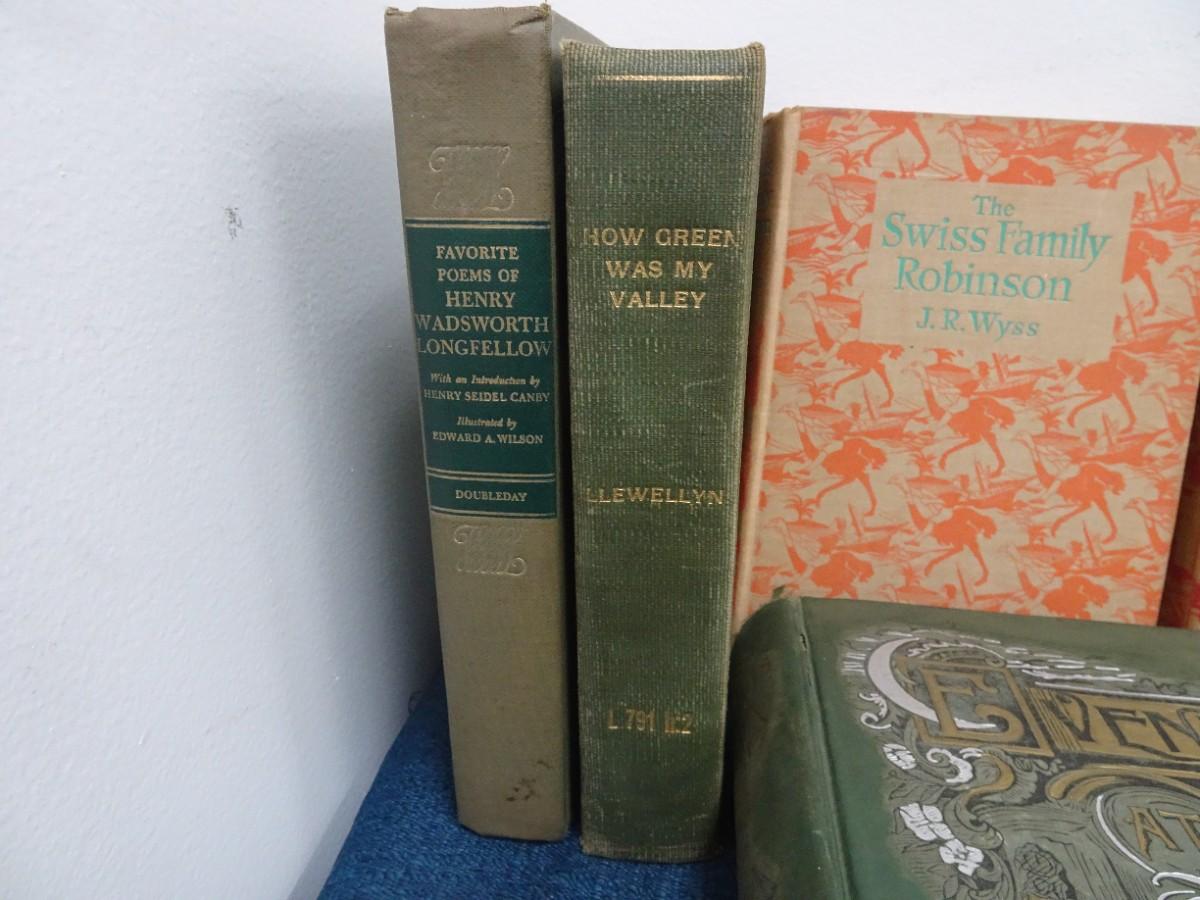 FAVORITE
POEMS OF
HENRY
WADSWORTH
LONGFELLOW
With an Introduction by
HENRY SEIDEL CANBY
Illustrated by
EDWARD A. WILSON
DOUBLEDAY
HOW GREEN
WAS MY
VALLEY
LLEWELLYN
L 791
The
Swiss Family
Robinson
J.R. Wyss
AT